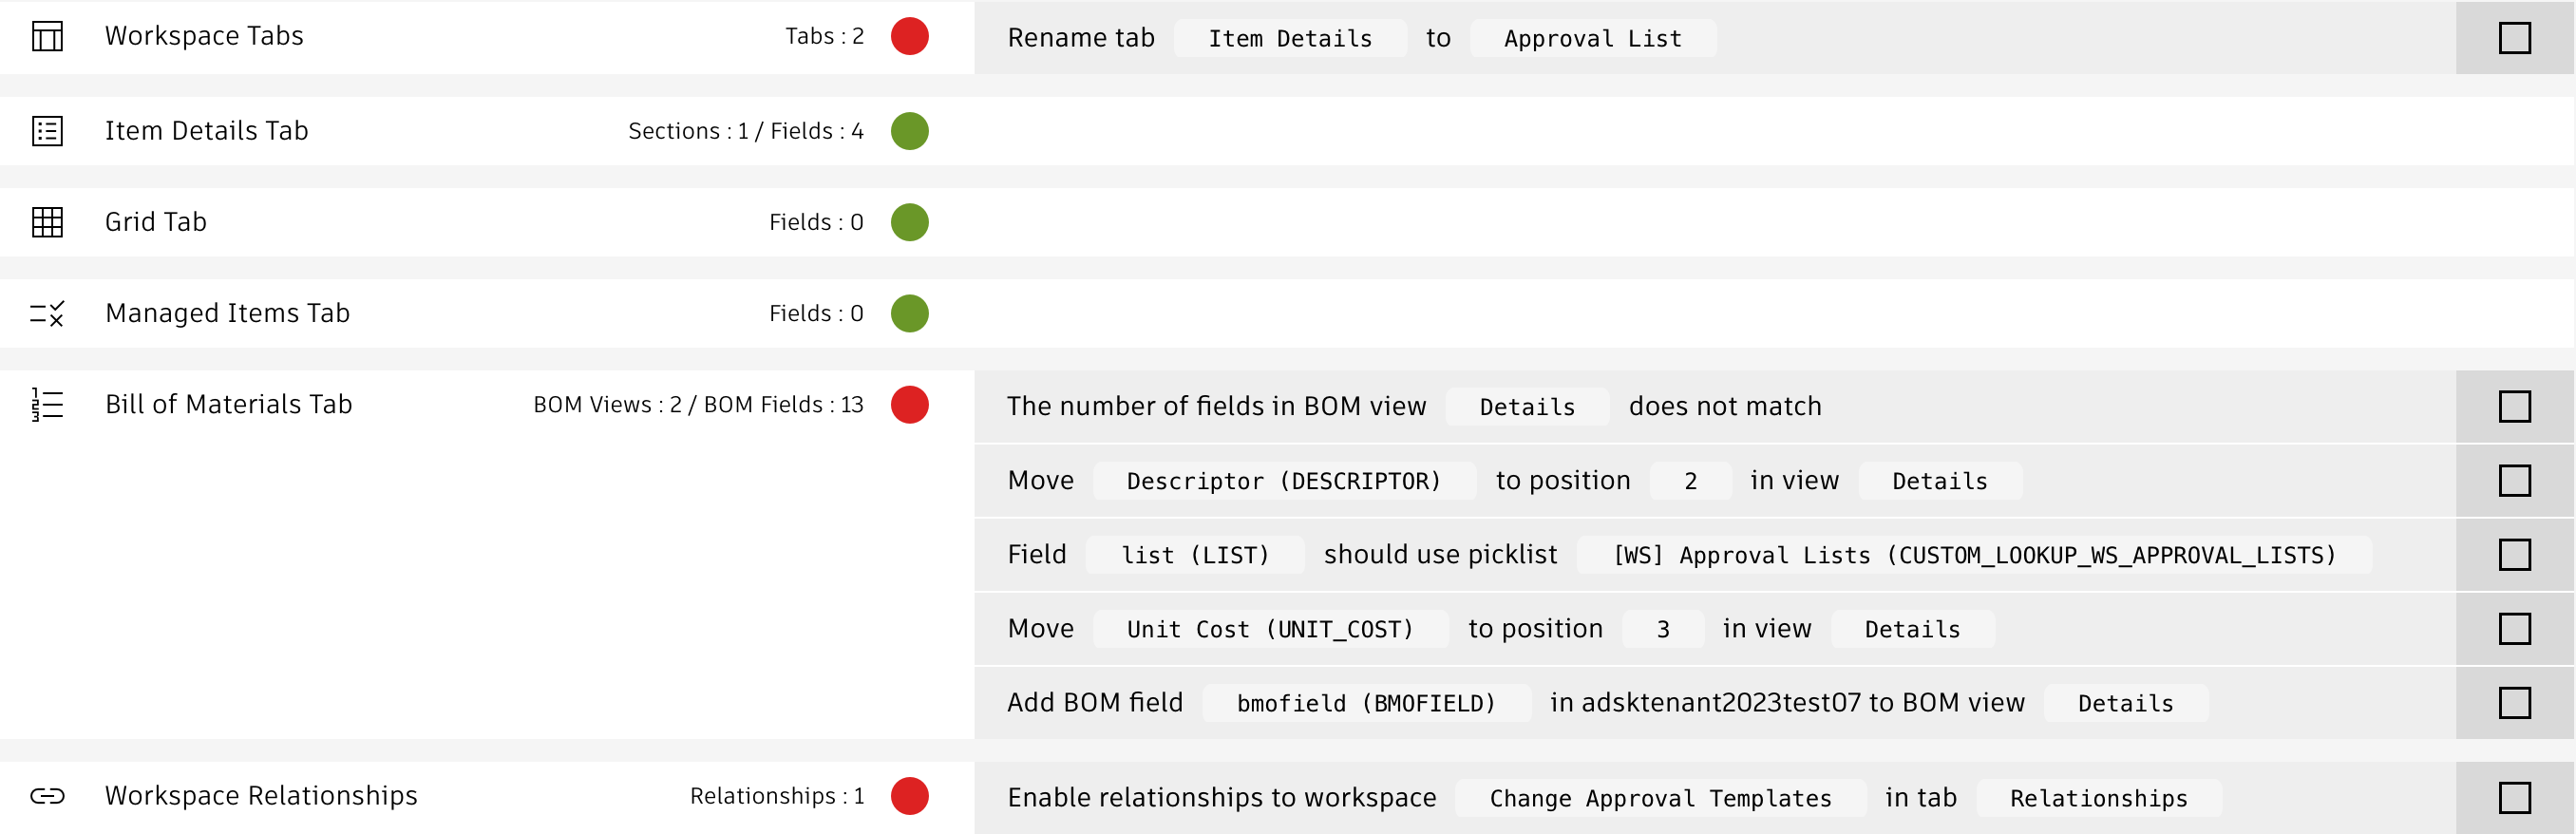 Workspace Tabs Tabs : 2 Rename tab Item Details to Approval List
Item Details Tab Sections : 1 / Fields : 4
Grid Tab Fields : 0
Managed Items Tab Fields : 0
Bill of Materials Tab BOM Views : 2 / BOM Fields : 13 The number of fields in BOM view Details does not match
Move Descriptor (DESCRIPTOR) to position 2 in view Details
Field list (LIST) should use picklist [WS] Approval Lists (CUSTOM_LOOKUP_WS_APPROVAL_LISTS)
Move Unit Cost (UNIT_COST) to position 3 in view Details
Add BOM field bmofield (BMOFIELD) in adsktenant2023test07 to BOM view Details
Workspace Relationships Relationships : 1 Enable relationships to workspace Change Approval Templates in tab Relationships